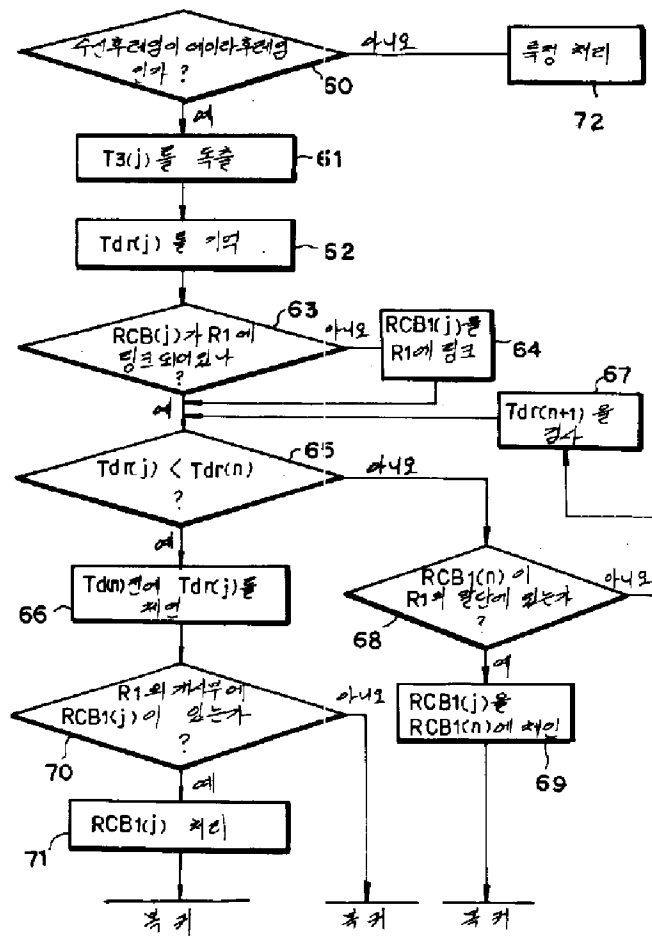 수신후레임이 에이라후레임
인가 ?
아니오
60
특정 처리
72
예
T3(j) 를 독출
61
Tdr(j) 를 기억
62
63
RCB(j)가 R1에
링크되어있나
?
아니오
RCB1(j)를
R1에 링크
64
예
67
Tdr(n+1) 을
검사
65
Tdr(j) < Tdr(n)
?
아니오
예
Td(n)전에 Tdr(j)를
체인
66
RCB1(n) 이
R1의 말단에 있는가
?
아니오
68
예
R1의 개시부에
RCB1(j)이 있는가
?
아니오
70
RCB1(j)을
RCB1(n)에 체인
69
예
RCB1(j) 처리
71
복귀
복귀
복귀